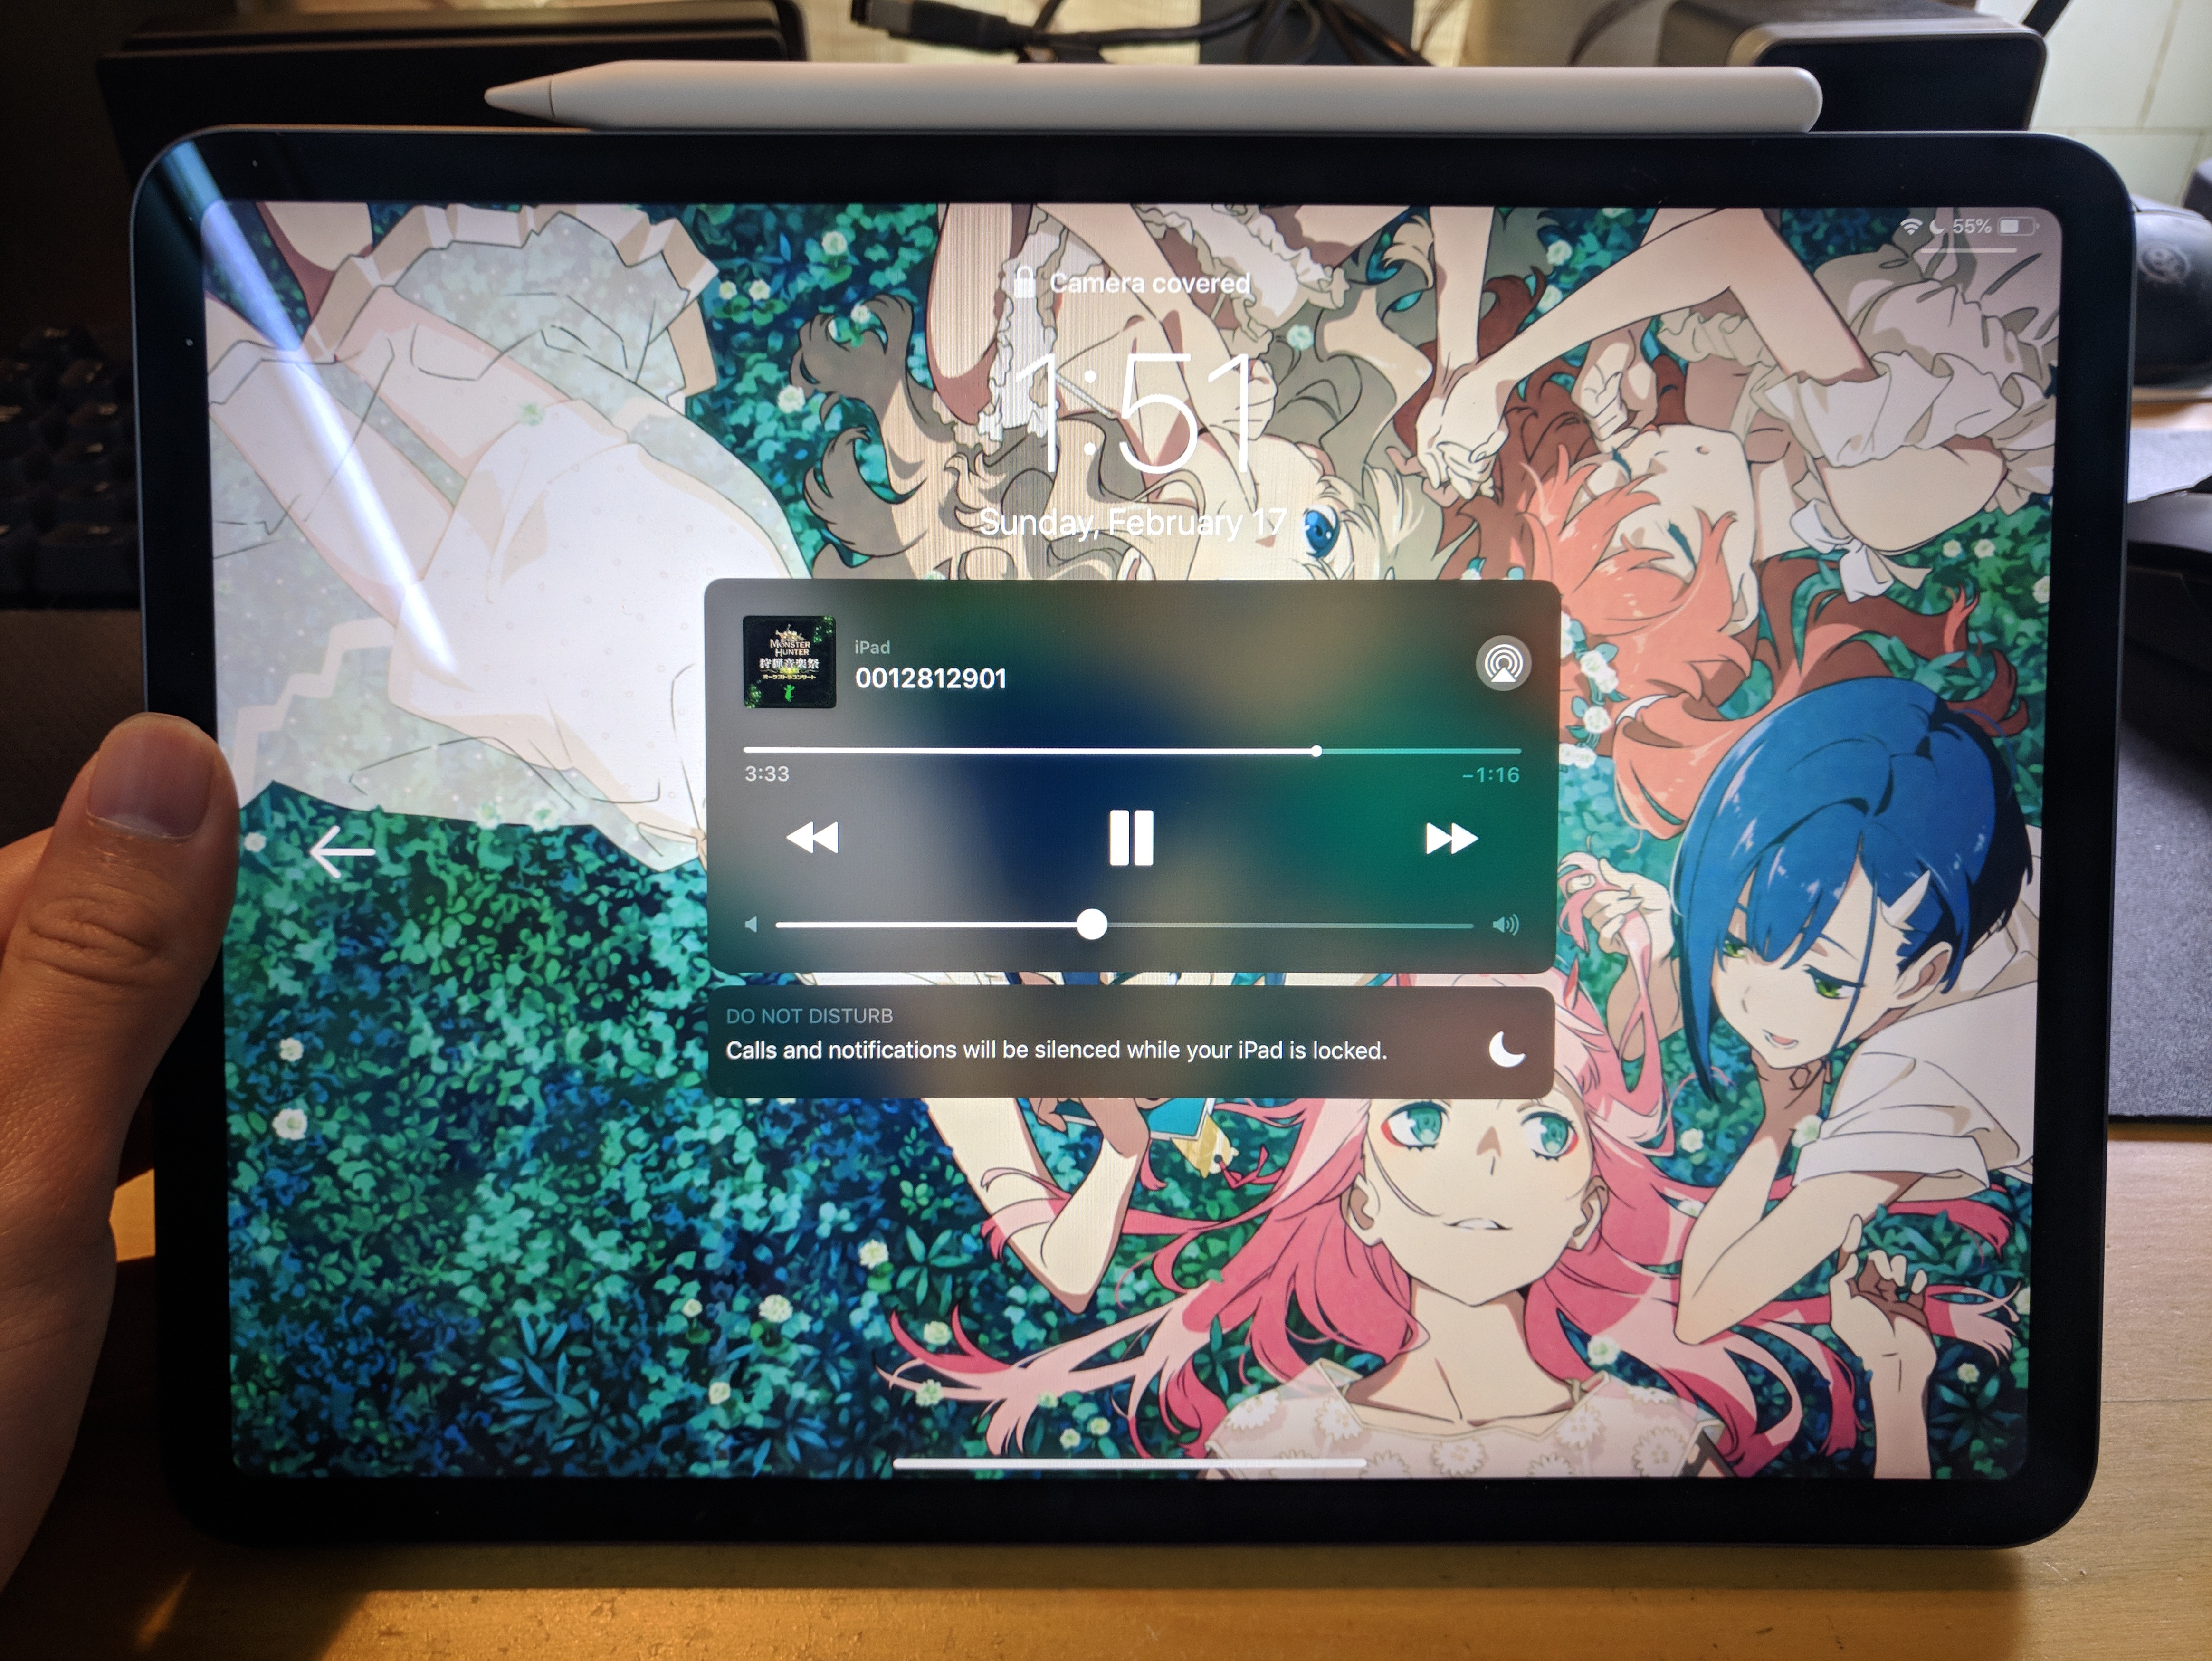 55%
Camera covered
1:51
Sunday, February 17
MONSTER
HUNTER
狩猟音楽祭
オーケストラコンサート
iPad
0012812901
3:33
-1:16
DO NOT DISTURB
Calls and notifications will be silenced while your iPad is locked.